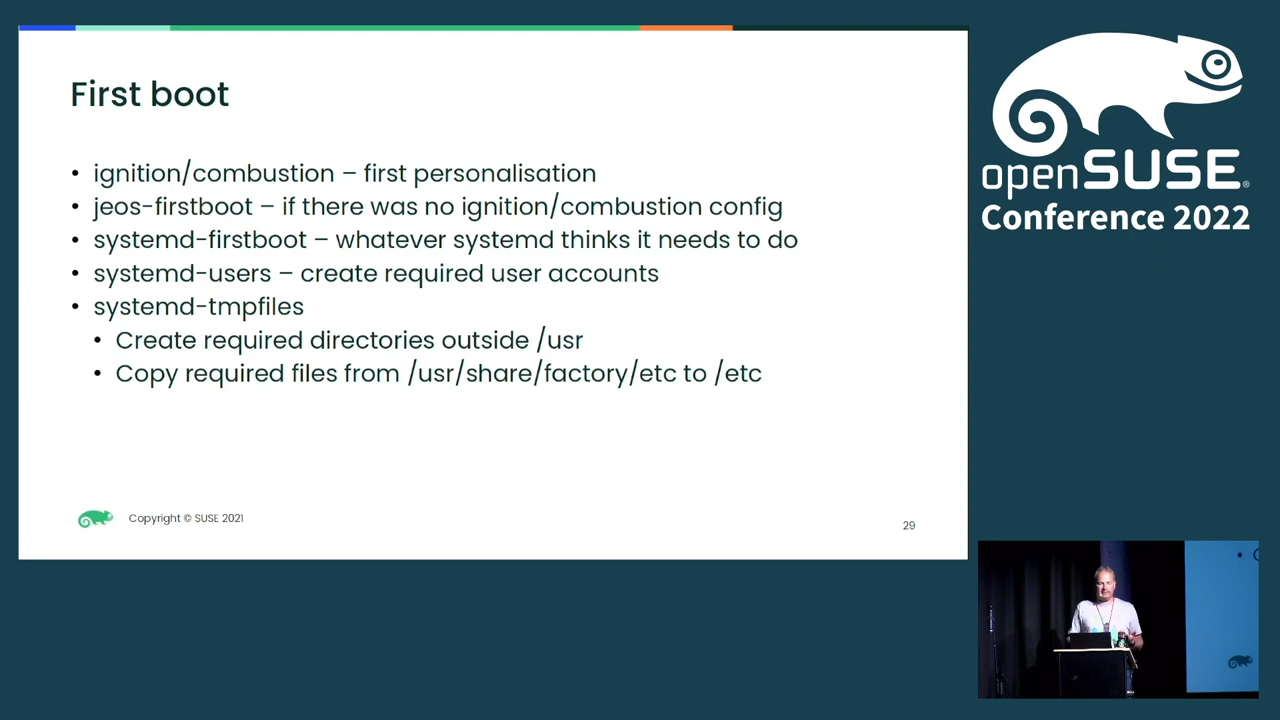 First boot
• ignition/combustion – first personalisation
• jeos-firstboot – if there was no ignition/combustion config
• systemd-firstboot – whatever systemd thinks it needs to do
• systemd-users – create required user accounts
• systemd-tmpfiles
• Create required directories outside /usr
• Copy required files from /usr/share/factory/etc to /etc
Copyright © SUSE 2021
29
openSUSE®
Conference 2022